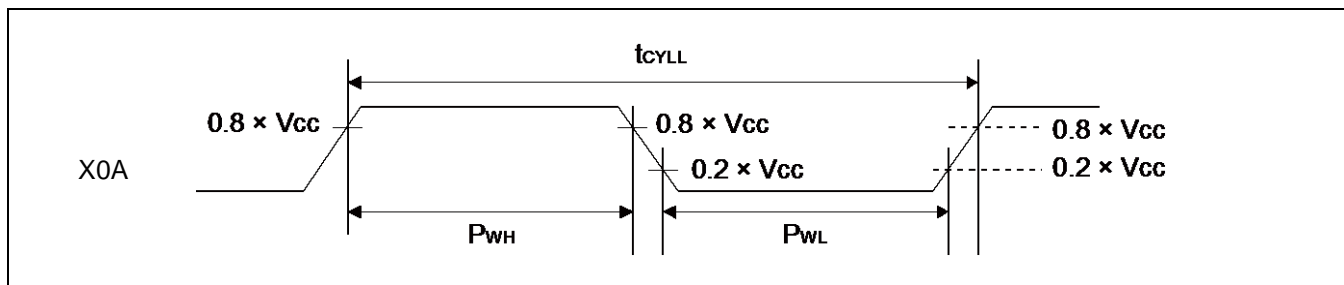 tCYLL
0.8 × Vcc
0.8 × Vcc
0.8 × Vcc
X0A
0.2 × Vcc
0.2 × Vcc
PWH
PWL